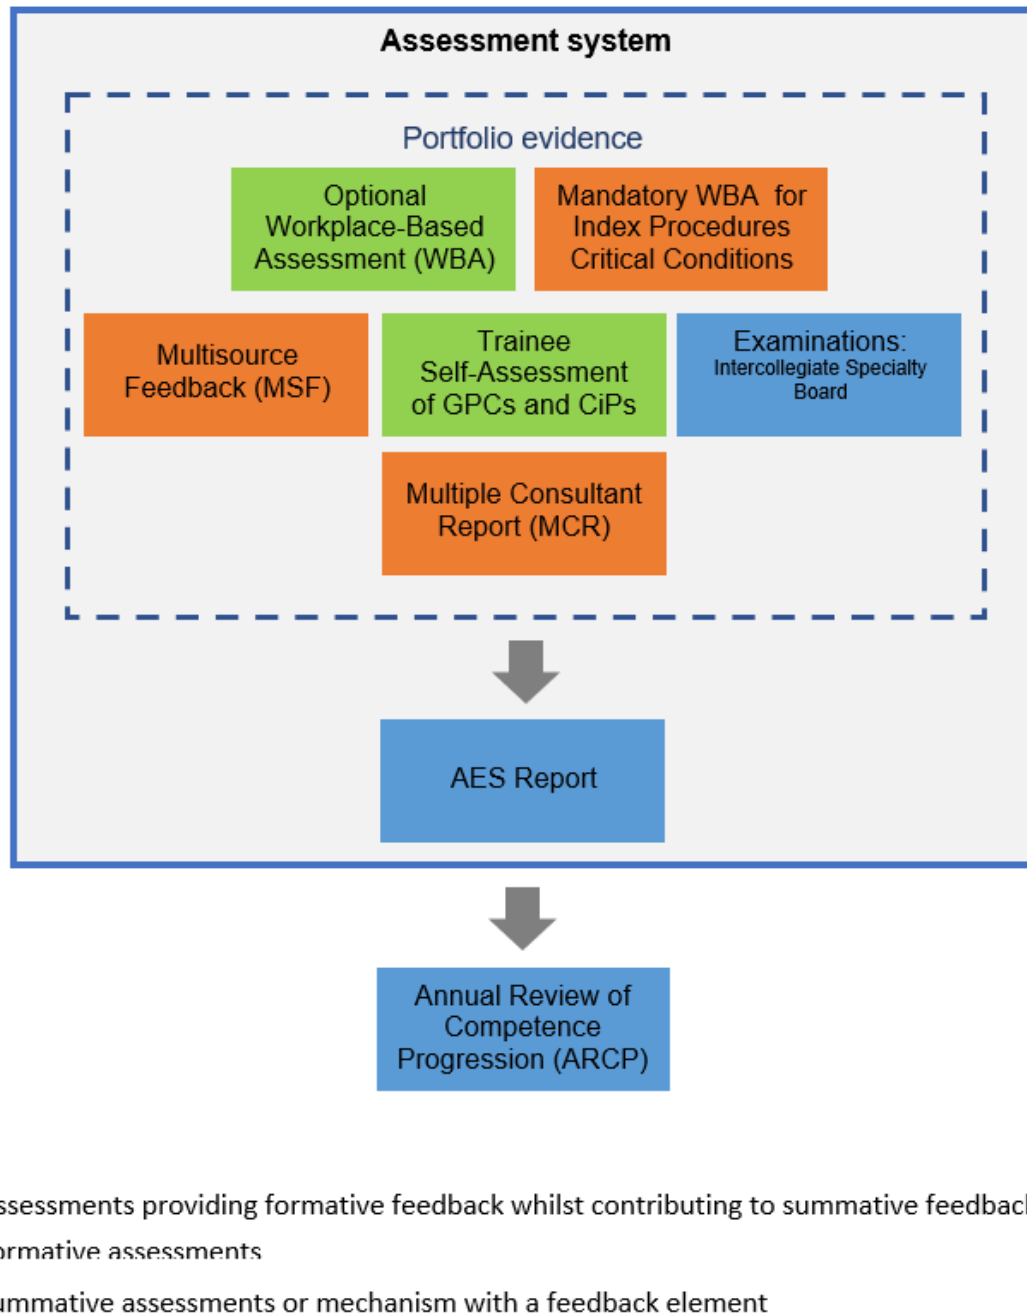 Assessment system
Portfolio evidence
Optional
Workplace-Based
Assessment (WBA)
Mandatory WBA for
Index Procedures
Critical Conditions
Multisource
Feedback (MSF)
Trainee
Self-Assessment
of GPCs and CiPs
Examinations:
Intercollegiate Specialty
Board
Multiple Consultant
Report (MCR)
AES Report
Annual Review of
Competence
Progression (ARCP)
ssessments providing formative feedback whilst contributing to summative feedback
ormative assessments
ummative assessments or mechanism with a feedback element